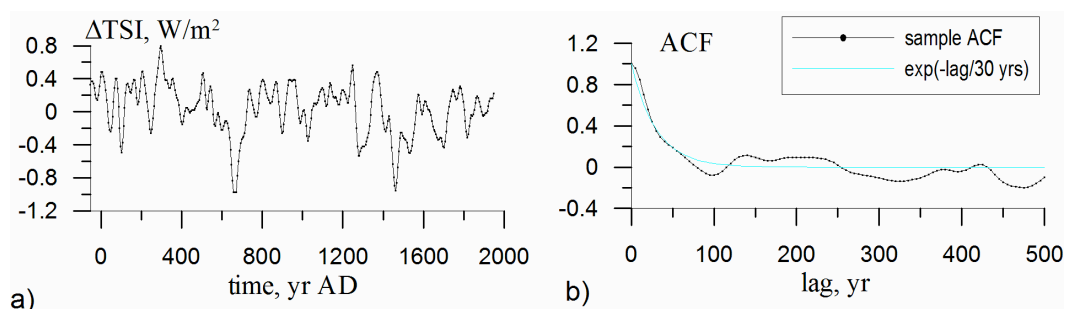 ΔTSI, W/m²
0.8
0.4
0
-0.4
-0.8
-1.2
0 400 800 1200 1600 2000
time, yr AD
a)
ACF
sample ACF
exp(-lag/30 yrs)
1.2
0.8
0.4
0
-0.4
0 100 200 300 400 500
lag, yr
b)